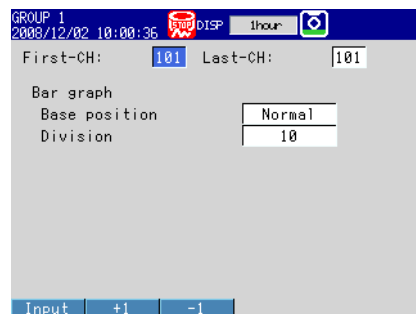 GROUP 1
2008/12/02 10:00:36 STOP DISP 1hour
First-CH: 101 Last-CH: 101
Bar graph
Base position Normal
Division 10
Input +1 -1